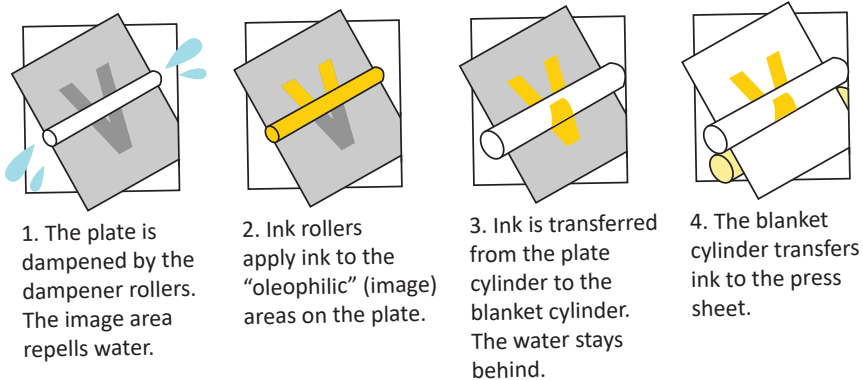 1. The plate is
dampened by the
dampener rollers.
The image area
repells water.
2. Ink rollers
apply ink to the
“oleophilic” (image)
areas on the plate.
3. Ink is transferred
from the plate
cylinder to the
blanket cylinder.
The water stays
behind.
4. The blanket
cylinder transfers
ink to the press
sheet.